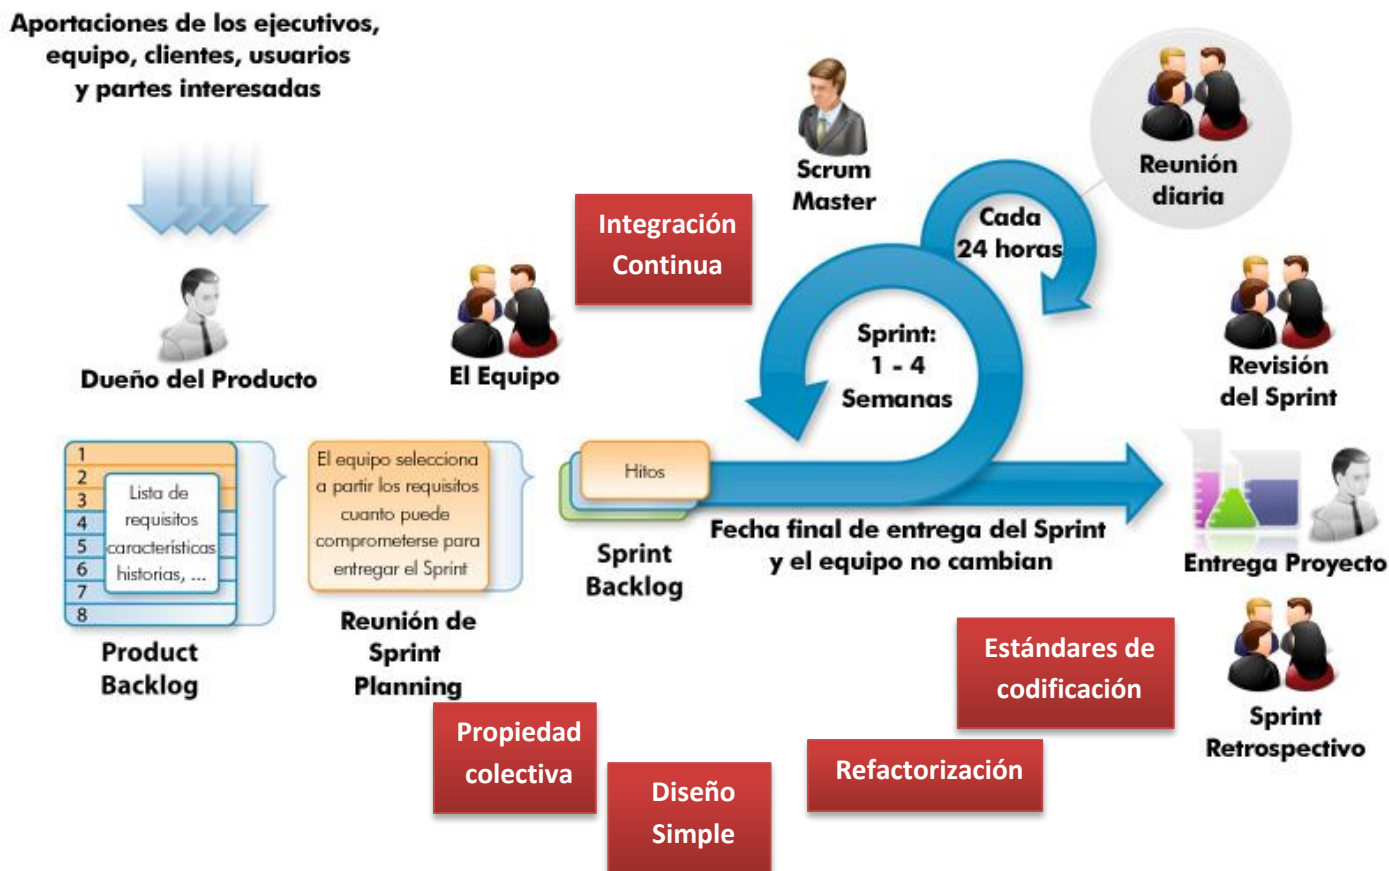 Aportaciones de los ejecutivos,
equipo, clientes, usuarios
y partes interesadas
Dueño del Producto
El Equipo
Integración
Continua
Scrum
Master
Cada
24 horas
Reunión
diaria
Sprint:
1 - 4
Semanas
Revisión
del Sprint
1
2
3
4
5
6
7
8
Lista de
requisitos
características
historias, ...
Product
Backlog
El equipo selecciona
a partir los requisitos
cuanto puede
comprometerse para
entregar el Sprint
Reunión de
Sprint
Planning
Hitos
Sprint
Backlog
Fecha final de entrega del Sprint
y el equipo no cambian
Entrega Proyecto
Sprint
Retrospectivo
Estándares de
codificación
Propiedad
colectiva
Diseño
Simple
Refactorización